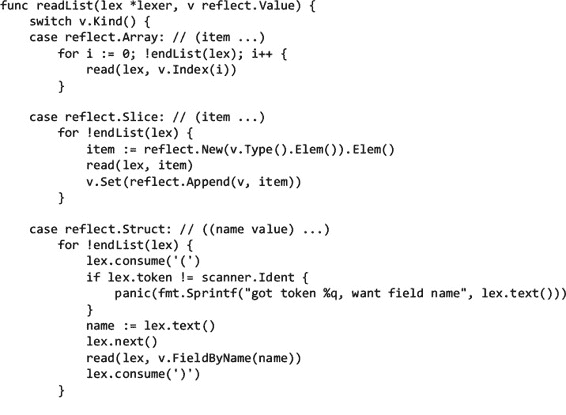 func readList(lex *lexer, v reflect.Value) {
    switch v.Kind() {
    case reflect.Array: // (item ...)
        for i := 0; !endList(lex); i++ {
            read(lex, v.Index(i))
        }

    case reflect.Slice: // (item ...)
        for !endList(lex) {
            item := reflect.New(v.Type().Elem()).Elem()
            read(lex, item)
            v.Set(reflect.Append(v, item))
        }

    case reflect.Struct: // ((name value) ...)
        for !endList(lex) {
            lex.consume('(')
            if lex.token != scanner.Ident {
                panic(fmt.Sprintf("got token %q, want field name", lex.text()))
            }
            name := lex.text()
            lex.next()
            read(lex, v.FieldByName(name))
            lex.consume(')')
        }